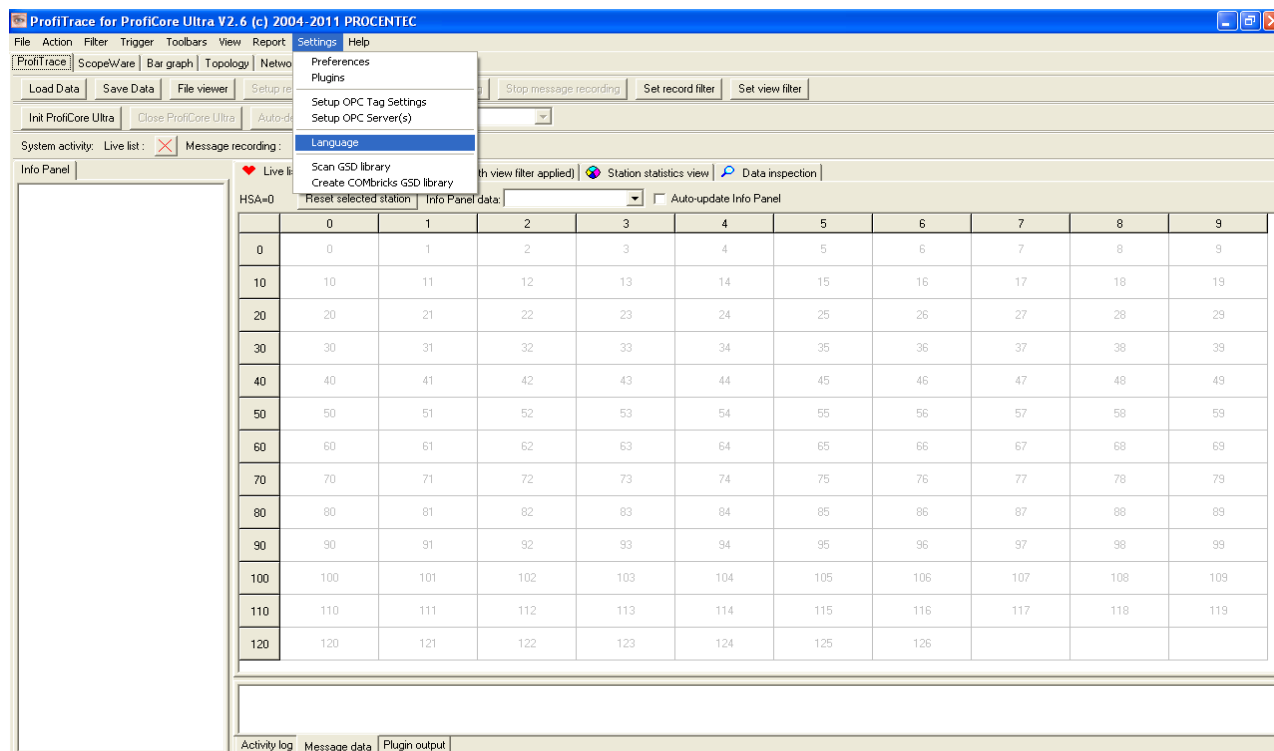 ProfiTrace for ProfiCore Ultra V2.6 (c) 2004-2011 PROCENTEC
File Action Filter Trigger Toolbars View Report Settings Help
ProfiTrace ScopeWare Bar graph Topology
Preferences
Plugins
Setup OPC Tag Settings
Setup OPC Server(s)
Language
Scan GSD library
Create COMbricks GSD library
Load Data Save Data File viewer Stop message recording Set record filter Set view filter
Init ProfiCore Ultra Close ProfiCore Ultra
System activity: Live list : Message recording :
Info Panel view filter applied) Station statistics view Data inspection
HSA=0 Reset selected station Info Panel data: Auto-update Info Panel
0 1 2 3 4 5 6 7 8 9
0 0 1 2 3 4 5 6 7 8 9
10 10 11 12 13 14 15 16 17 18 19
20 20 21 22 23 24 25 26 27 28 29
30 30 31 32 33 34 35 36 37 38 39
40 40 41 42 43 44 45 46 47 48 49
50 50 51 52 53 54 55 56 57 58 59
60 60 61 62 63 64 65 66 67 68 69
70 70 71 72 73 74 75 76 77 78 79
80 80 81 82 83 84 85 86 87 88 89
90 90 91 92 93 94 95 96 97 98 99
100 100 101 102 103 104 105 106 107 108 109
110 110 111 112 113 114 115 116 117 118 119
120 120 121 122 123 124 125 126
Activity log Message data Plugin output